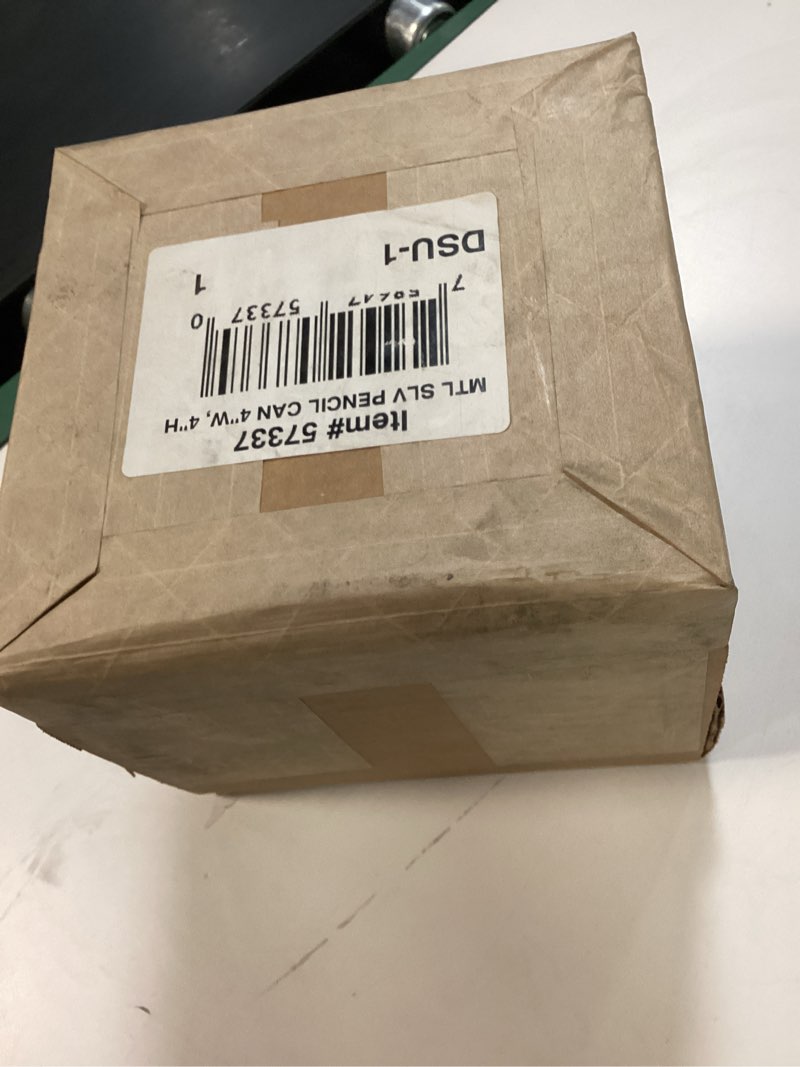 Item# 57337
MTL SLV PENCIL CAN 4"W, 4"H
7 57337 0
1
DSU-1